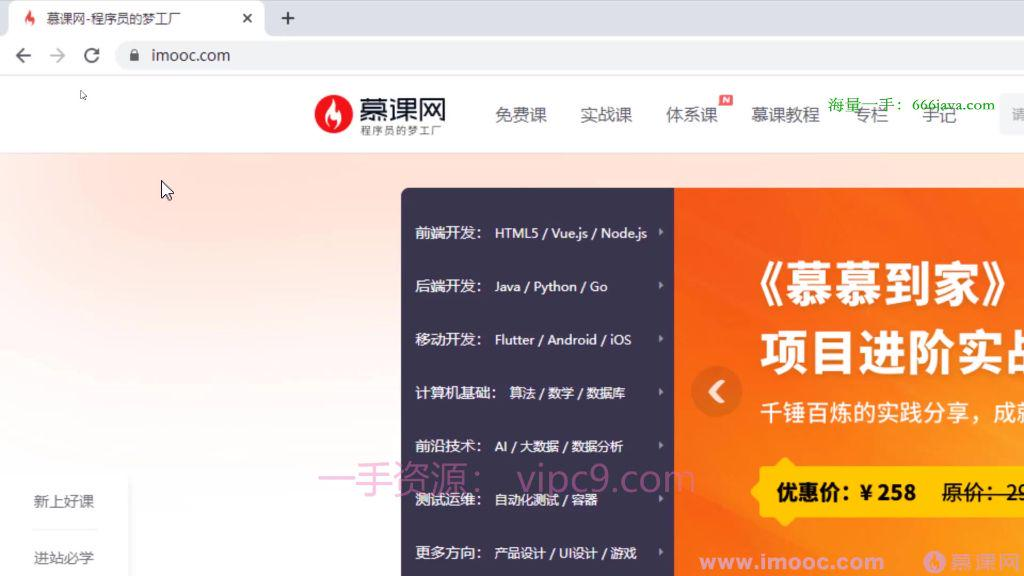 慕课网-程序员的梦工厂
imooc.com
慕课网
程序员的梦工厂
免费课 实战课 体系课 N 慕课教程 专栏 手记
海量一手：666java.com
前端开发： HTML5 / Vue.js / Node.js
后端开发： Java / Python / Go
移动开发： Flutter / Android / iOS
计算机基础： 算法 / 数学 / 数据库
前沿技术： AI / 大数据 / 数据分析
测试运维： 自动化测试 / 容器
更多方向： 产品设计 / UI设计 / 游戏
《慕慕到家》
项目进阶实战
千锤百炼的实践分享，成
优惠价：¥258 原价：
一手资源： vipc9.com
新上好课
进站必学
www.imooc.com 慕课网